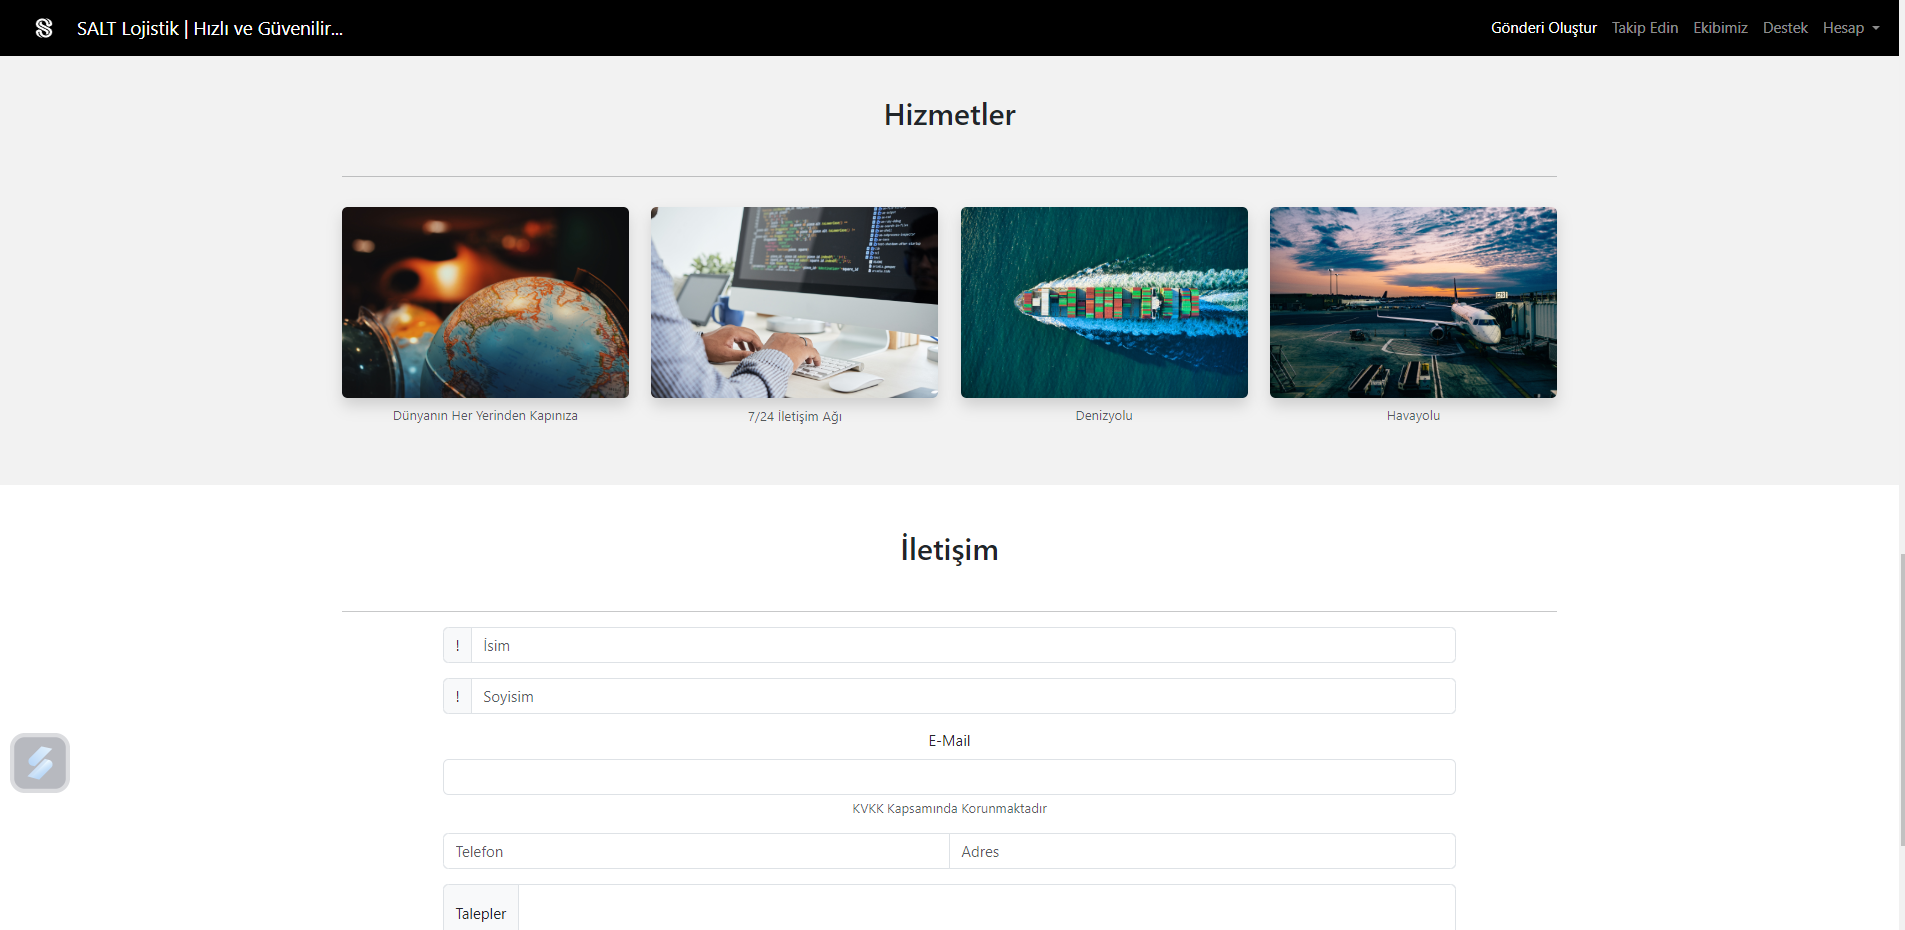 SALT Lojistik | Hızlı ve Güvenilir...
Gönderi Oluştur Takip Edin Ekibimiz Destek Hesap
Hizmetler
Dünyanın Her Yerinden Kapınıza
7/24 İletişim Ağı
Denizyolu
Havayolu
İletişim
! İsim
! Soyisim
E-Mail
KVKK Kapsamında Korunmaktadır
Telefon Adres
Talepler